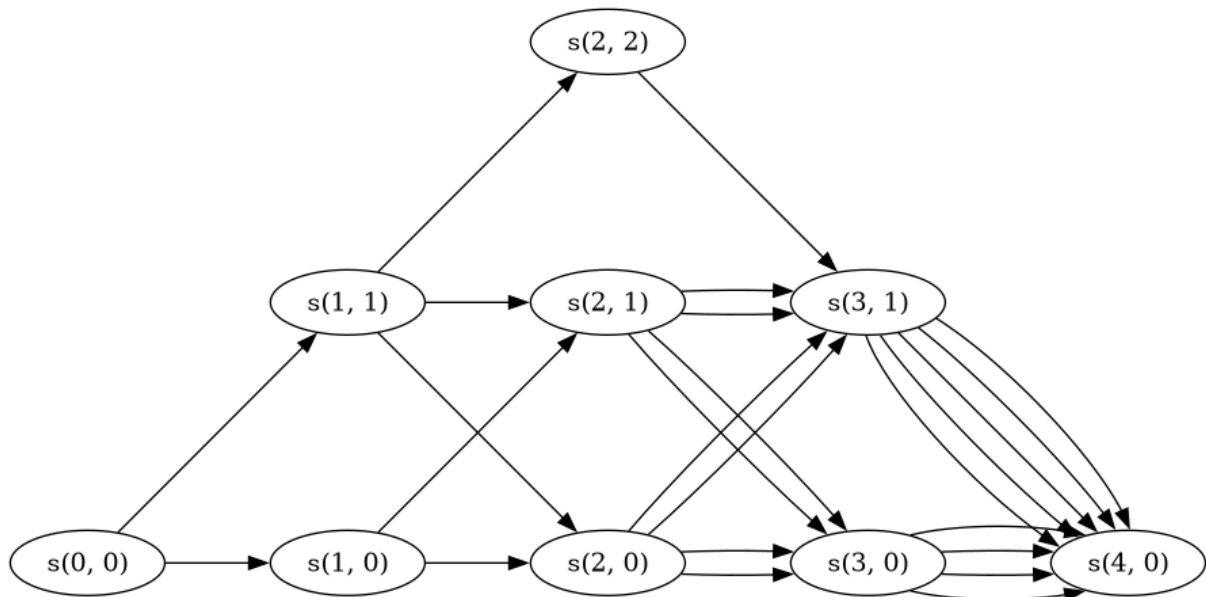 s(2, 2)
s(1, 1) s(2, 1) s(3, 1)
s(0, 0) s(1, 0) s(2, 0) s(3, 0) s(4, 0)